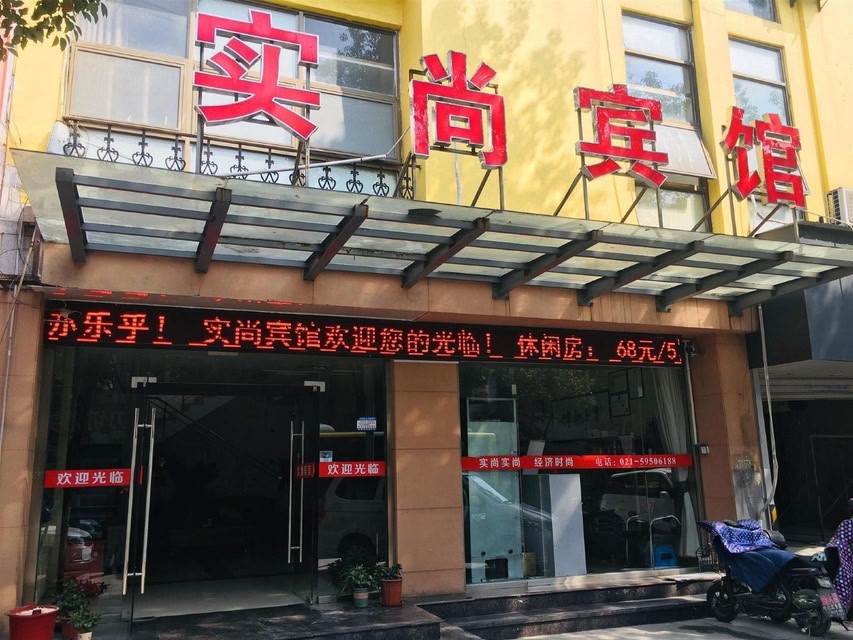 实尚宾馆
亦乐乎！ 实尚宾馆欢迎您的光临！ 休闲房： 68元/5
欢迎光临
欢迎光临
实尚实尚 经济时尚 电话：021-59506188